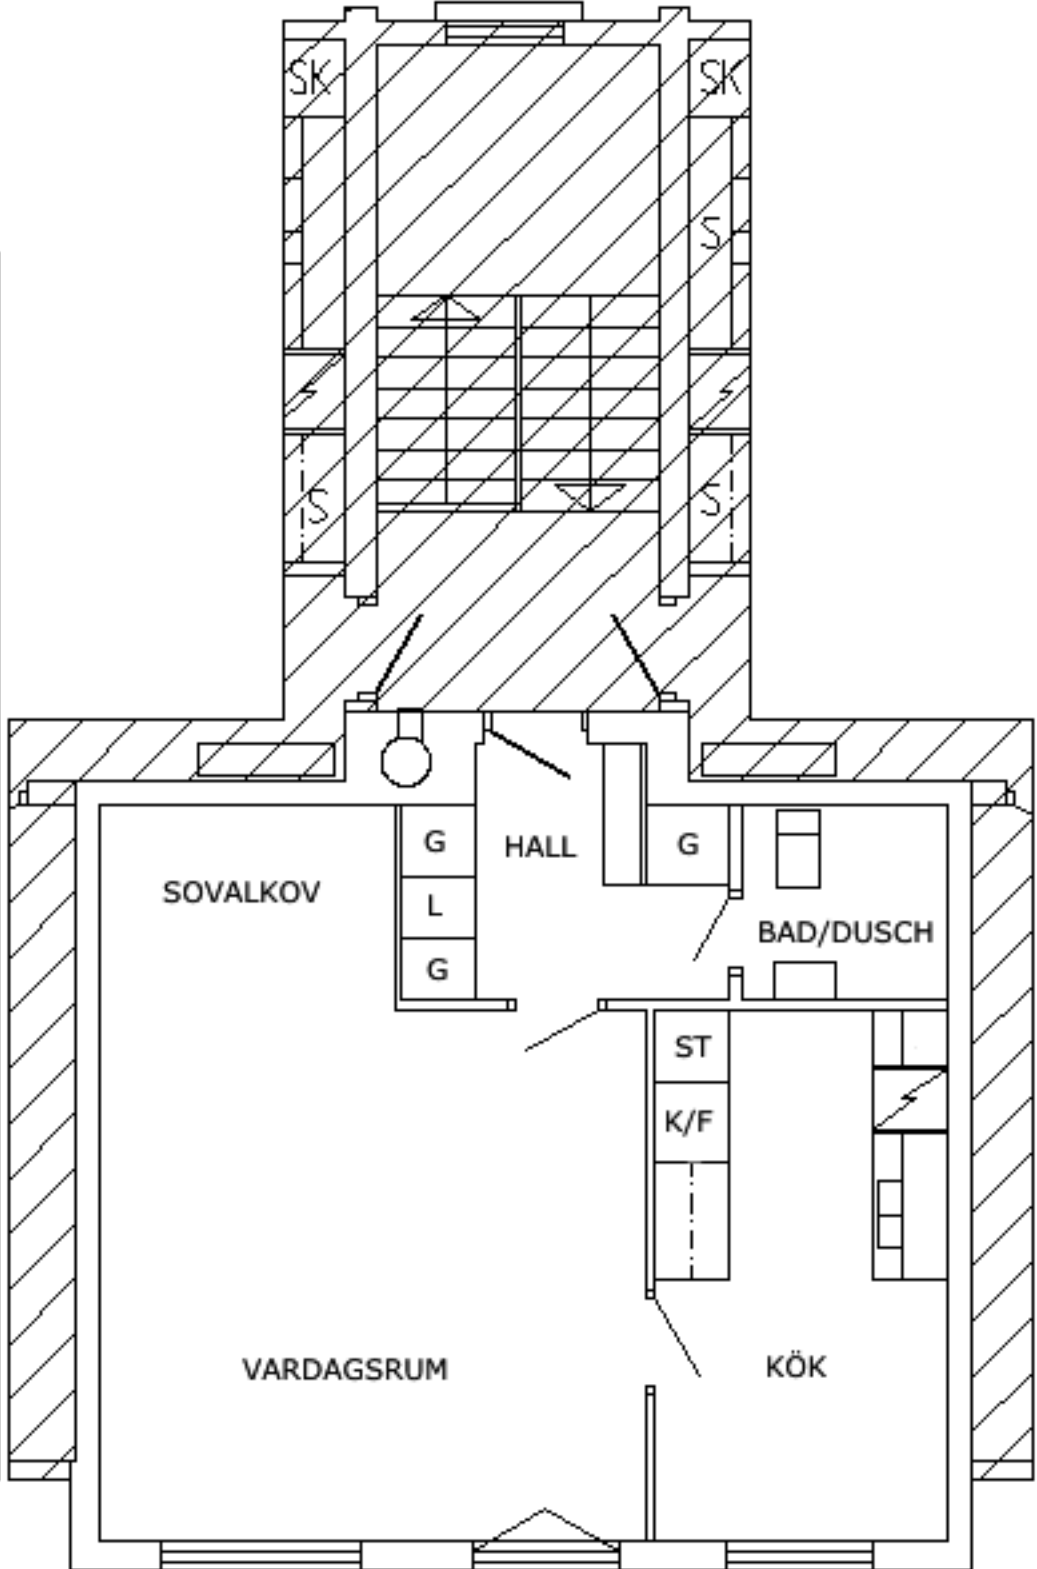 SK
SK
S
S
S
G
HALL
G
SOVALKOV
L
BAD/DUSCH
G
ST
K/F
VARDAGSRUM
KÖK